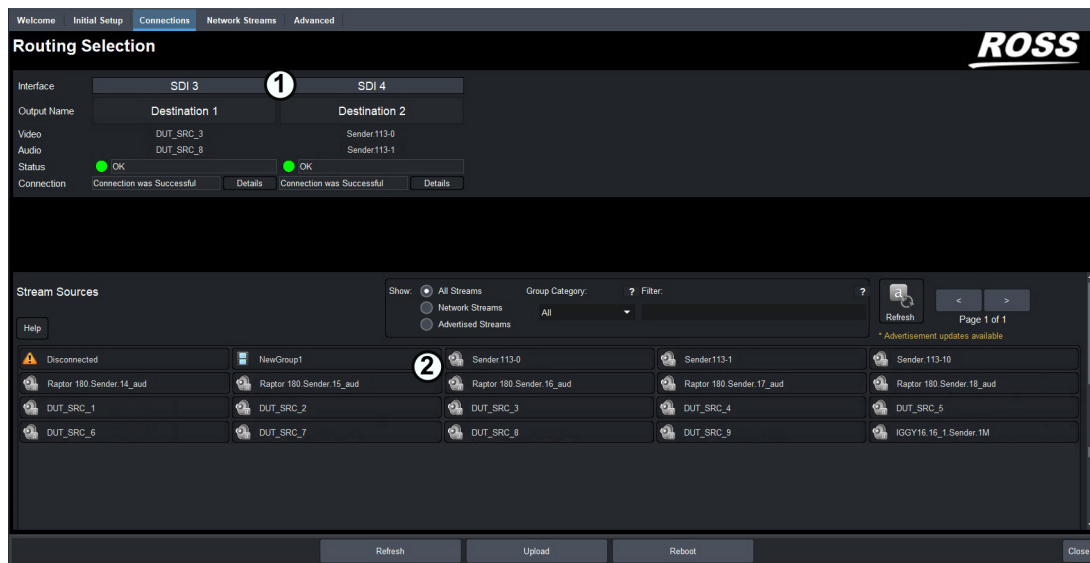 Welcome Initial Setup Connections Network Streams Advanced
Routing Selection
ROSS
Interface SDI 3 1 SDI 4
Output Name Destination 1 Destination 2
Video DUT_SRC_3 Sender.113-0
Audio DUT_SRC_8 Sender.113-1
Status OK OK
Connection Connection was Successful Details Connection was Successful Details
Stream Sources Show: All Streams Group Category: ? Filter: ? a
Network Streams All < >
Help Advertised Streams Refresh Page 1 of 1
* Advertisement updates available
Disconnected NewGroup1 2 Sender.113-0 Sender.113-1 Sender.113-10
Raptor 180.Sender.14_aud Raptor 180.Sender.15_aud Raptor 180.Sender.16_aud Raptor 180.Sender.17_aud Raptor 180.Sender.18_aud
DUT_SRC_1 DUT_SRC_2 DUT_SRC_3 DUT_SRC_4 DUT_SRC_5
DUT_SRC_6 DUT_SRC_7 DUT_SRC_8 DUT_SRC_9 IGGY16.16_1.Sender.1M
Refresh Upload Reboot Close